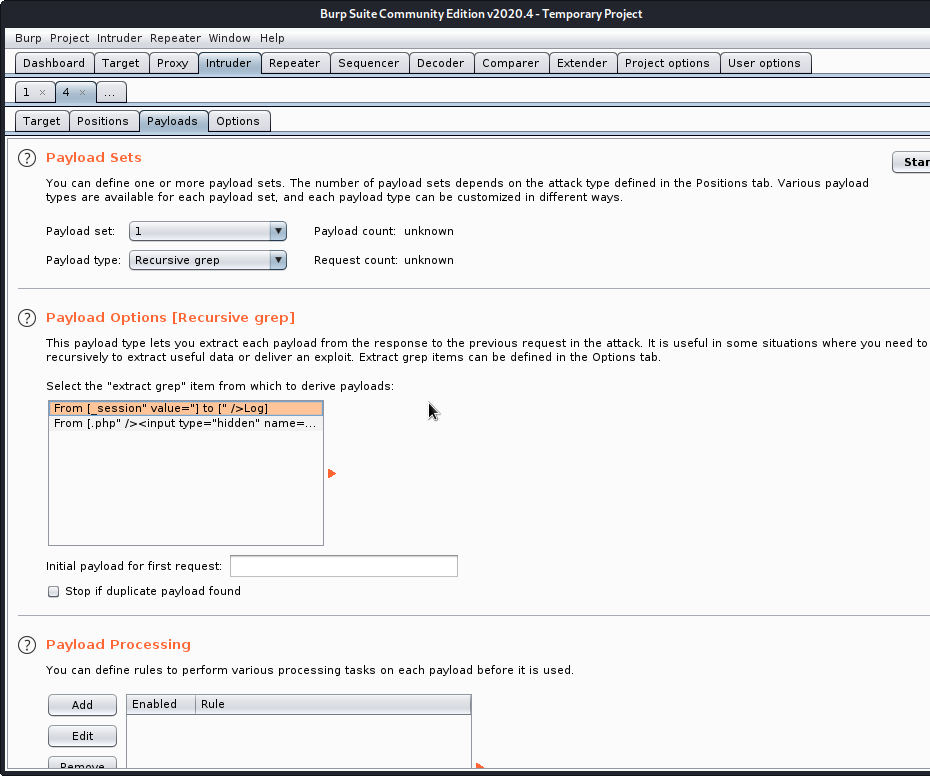 Burp Suite Community Edition v2020.4 - Temporary Project
Burp Project Intruder Repeater Window Help
Dashboard Target Proxy Intruder Repeater Sequencer Decoder Comparer Extender Project options User options
1 × 4 × ...
Target Positions Payloads Options
? Payload Sets
Star
You can define one or more payload sets. The number of payload sets depends on the attack type defined in the Positions tab. Various payload
types are available for each payload set, and each payload type can be customized in different ways.
Payload set: 1 Payload count: unknown
Payload type: Recursive grep Request count: unknown
? Payload Options [Recursive grep]
This payload type lets you extract each payload from the response to the previous request in the attack. It is useful in some situations where you need to
recursively to extract useful data or deliver an exploit. Extract grep items can be defined in the Options tab.
Select the "extract grep" item from which to derive payloads:
From [_session" value="] to [" />Log]
From [.php" /><input type="hidden" name=...
Initial payload for first request:
Stop if duplicate payload found
? Payload Processing
You can define rules to perform various processing tasks on each payload before it is used.
Add Enabled Rule
Edit
Remove